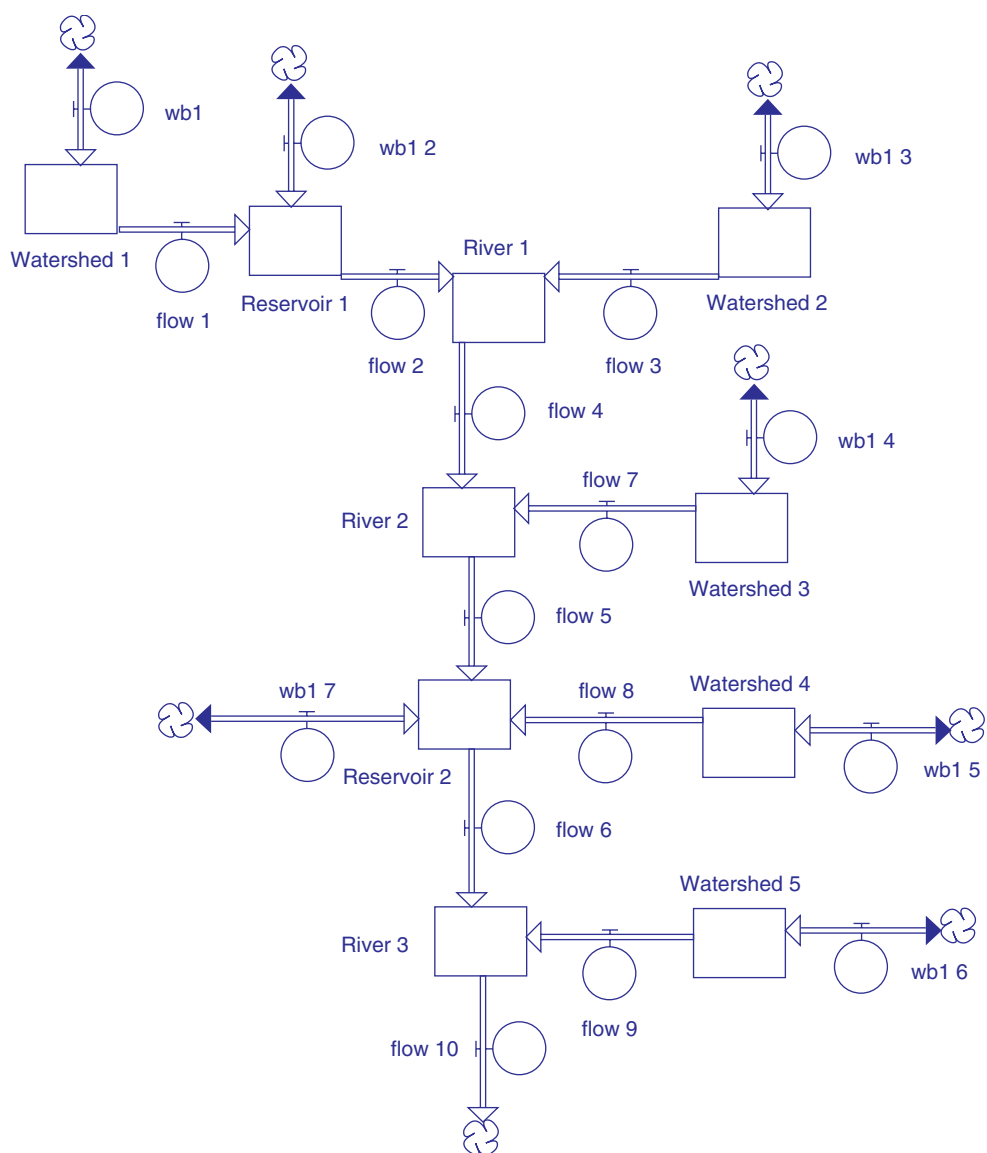 wb1
wb1 2
wb1 3
River 1
Watershed 1
Reservoir 1
Watershed 2
flow 1
flow 2
flow 3
flow 4
wb1 4
flow 7
River 2
Watershed 3
flow 5
wb1 7
flow 8
Watershed 4
Reservoir 2
wb1 5
flow 6
Watershed 5
River 3
wb1 6
flow 9
flow 10